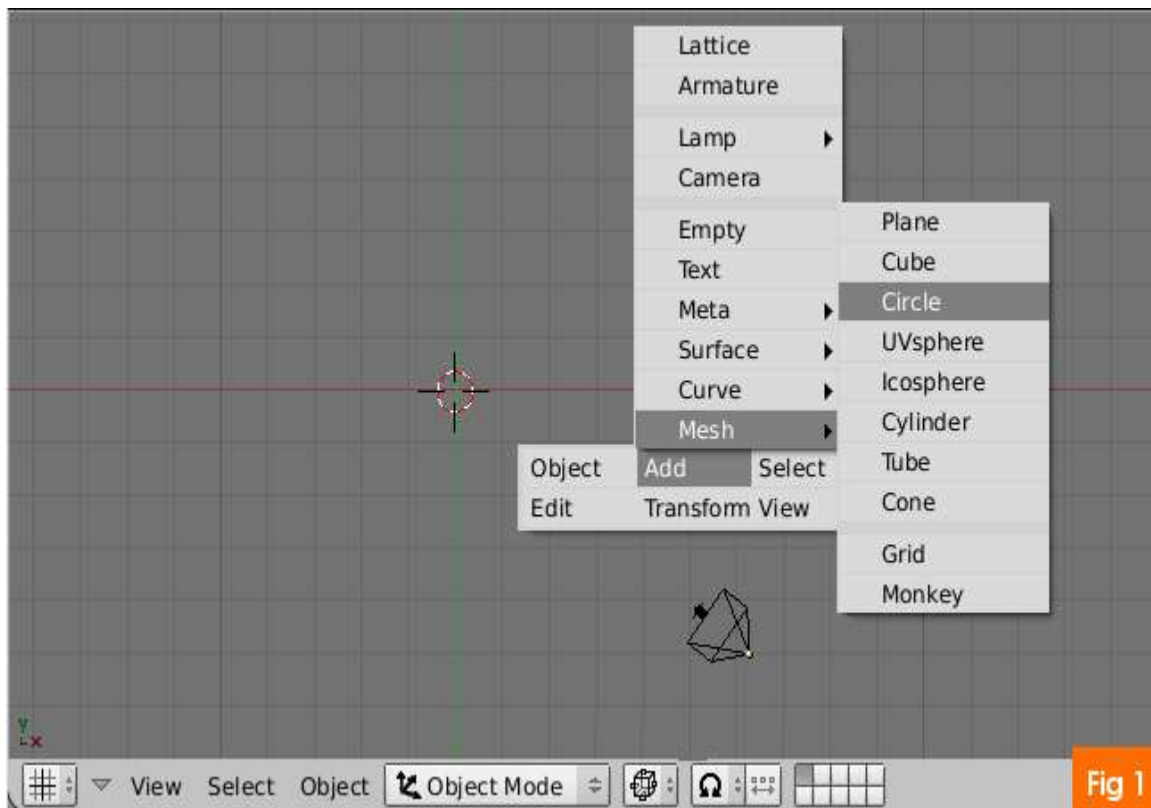 Lattice
Armature
Lamp
Camera
Empty
Text
Meta
Surface
Curve
Mesh
Plane
Cube
Circle
UVsphere
Icosphere
Cylinder
Tube
Cone
Grid
Monkey
Object Add Select
Edit Transform View
y
x
View Select Object Object Mode
Fig 1